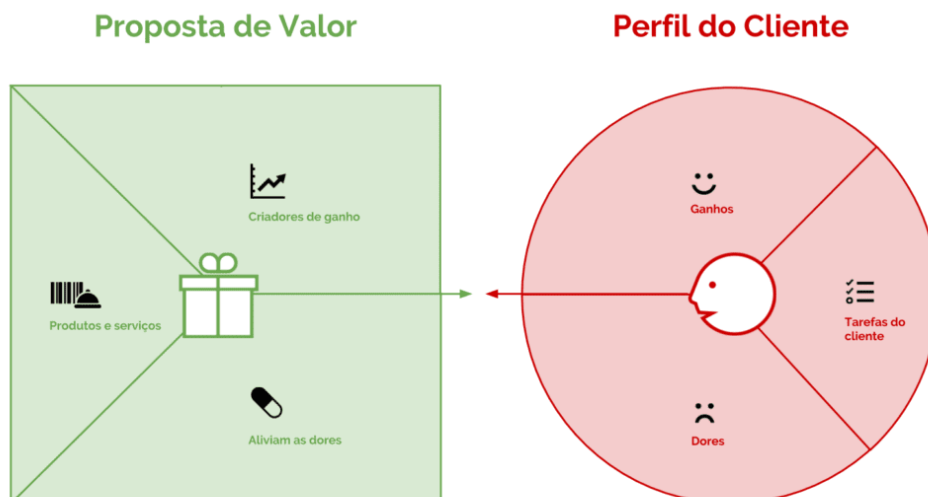 Proposta de Valor
Perfil do Cliente
Criadores de ganho
Produtos e serviços
Aliviam as dores
Ganhos
Tarefas do
cliente
Dores